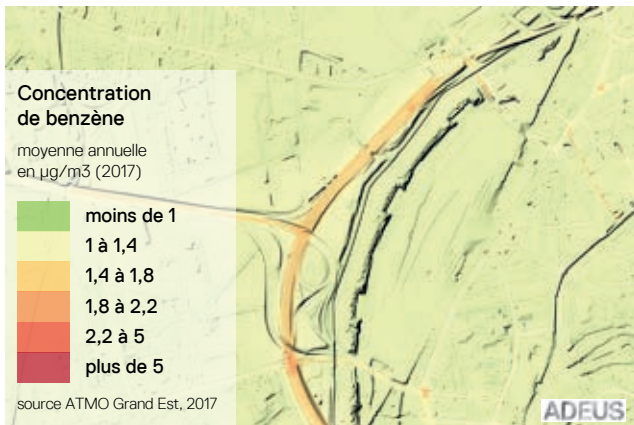 Concentration
de benzène
moyenne annuelle
en µg/m3 (2017)
moins de 1
1 à 1,4
1,4 à 1,8
1,8 à 2,2
2,2 à 5
plus de 5
source ATMO Grand Est, 2017
ADEUS